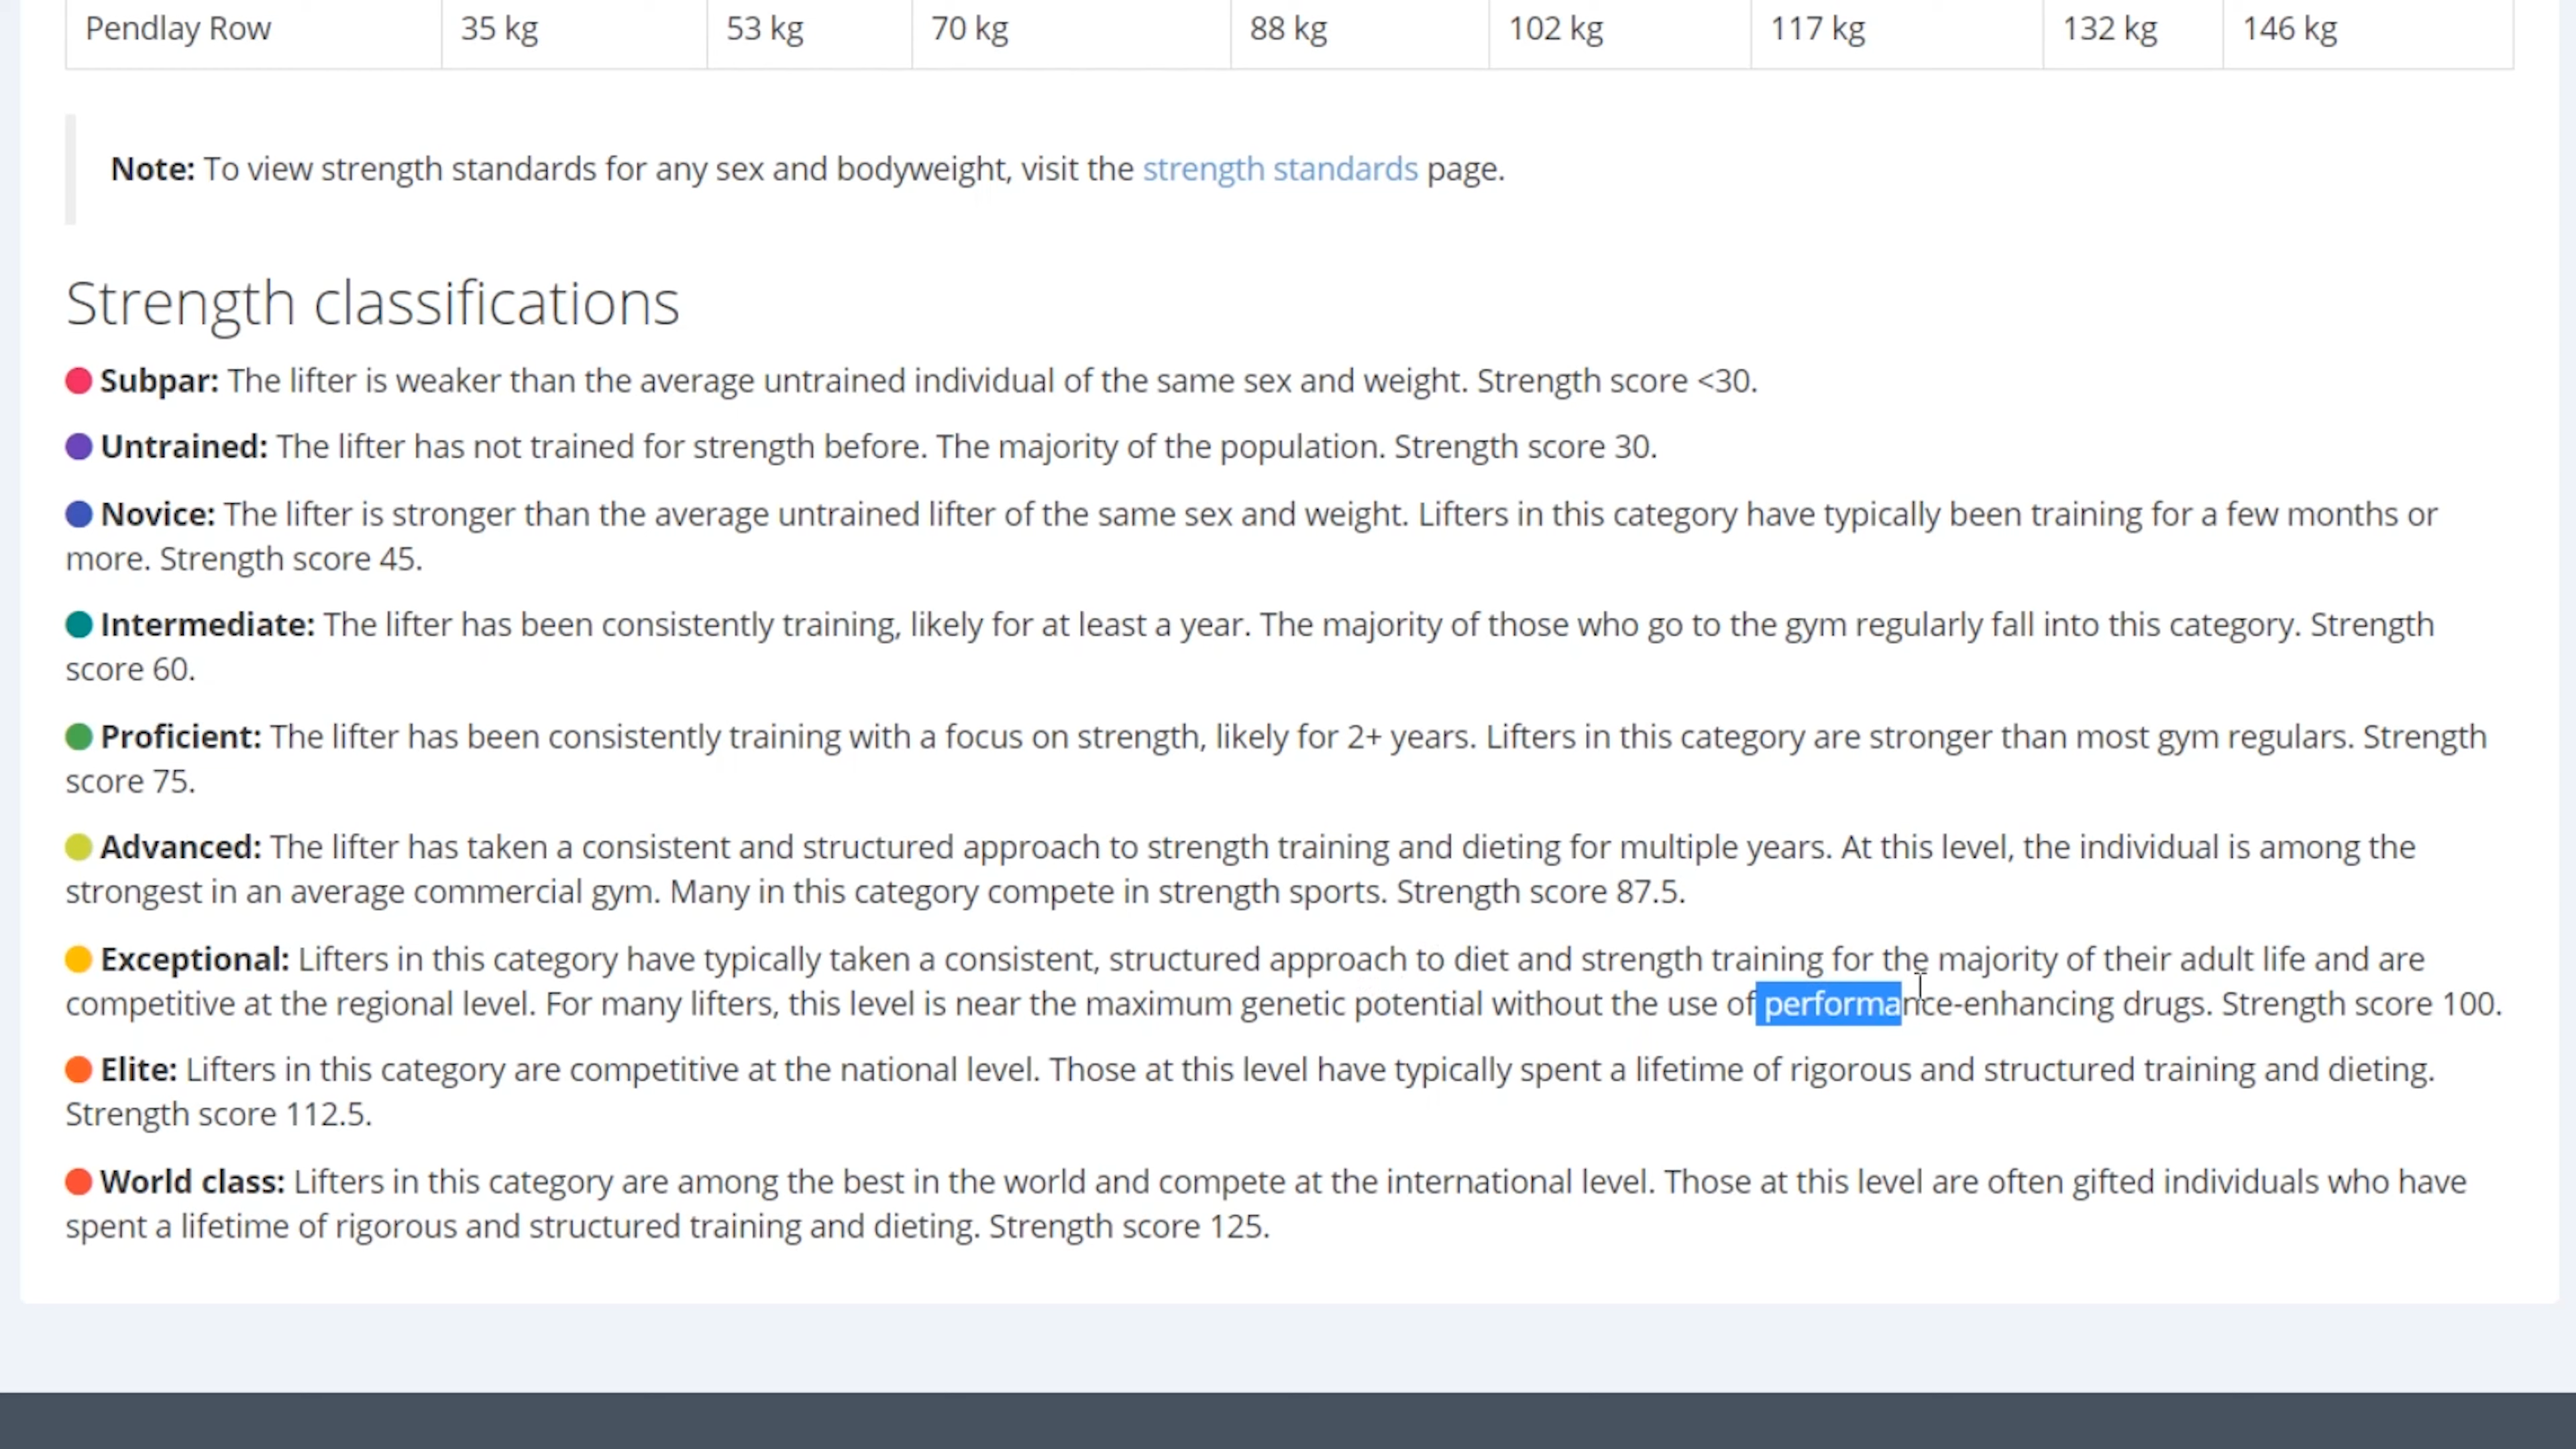 Pendlay Row 35 kg 53 kg 70 kg 88 kg 102 kg 117 kg 132 kg 146 kg
Note: To view strength standards for any sex and bodyweight, visit the strength standards page.
Strength classifications
Subpar: The lifter is weaker than the average untrained individual of the same sex and weight. Strength score <30.
Untrained: The lifter has not trained for strength before. The majority of the population. Strength score 30.
Novice: The lifter is stronger than the average untrained lifter of the same sex and weight. Lifters in this category have typically been training for a few months or
more. Strength score 45.
Intermediate: The lifter has been consistently training, likely for at least a year. The majority of those who go to the gym regularly fall into this category. Strength
score 60.
Proficient: The lifter has been consistently training with a focus on strength, likely for 2+ years. Lifters in this category are stronger than most gym regulars. Strength
score 75.
Advanced: The lifter has taken a consistent and structured approach to strength training and dieting for multiple years. At this level, the individual is among the
strongest in an average commercial gym. Many in this category compete in strength sports. Strength score 87.5.
Exceptional: Lifters in this category have typically taken a consistent, structured approach to diet and strength training for the majority of their adult life and are
competitive at the regional level. For many lifters, this level is near the maximum genetic potential without the use of performance-enhancing drugs. Strength score 100.
Elite: Lifters in this category are competitive at the national level. Those at this level have typically spent a lifetime of rigorous and structured training and dieting.
Strength score 112.5.
World class: Lifters in this category are among the best in the world and compete at the international level. Those at this level are often gifted individuals who have
spent a lifetime of rigorous and structured training and dieting. Strength score 125.